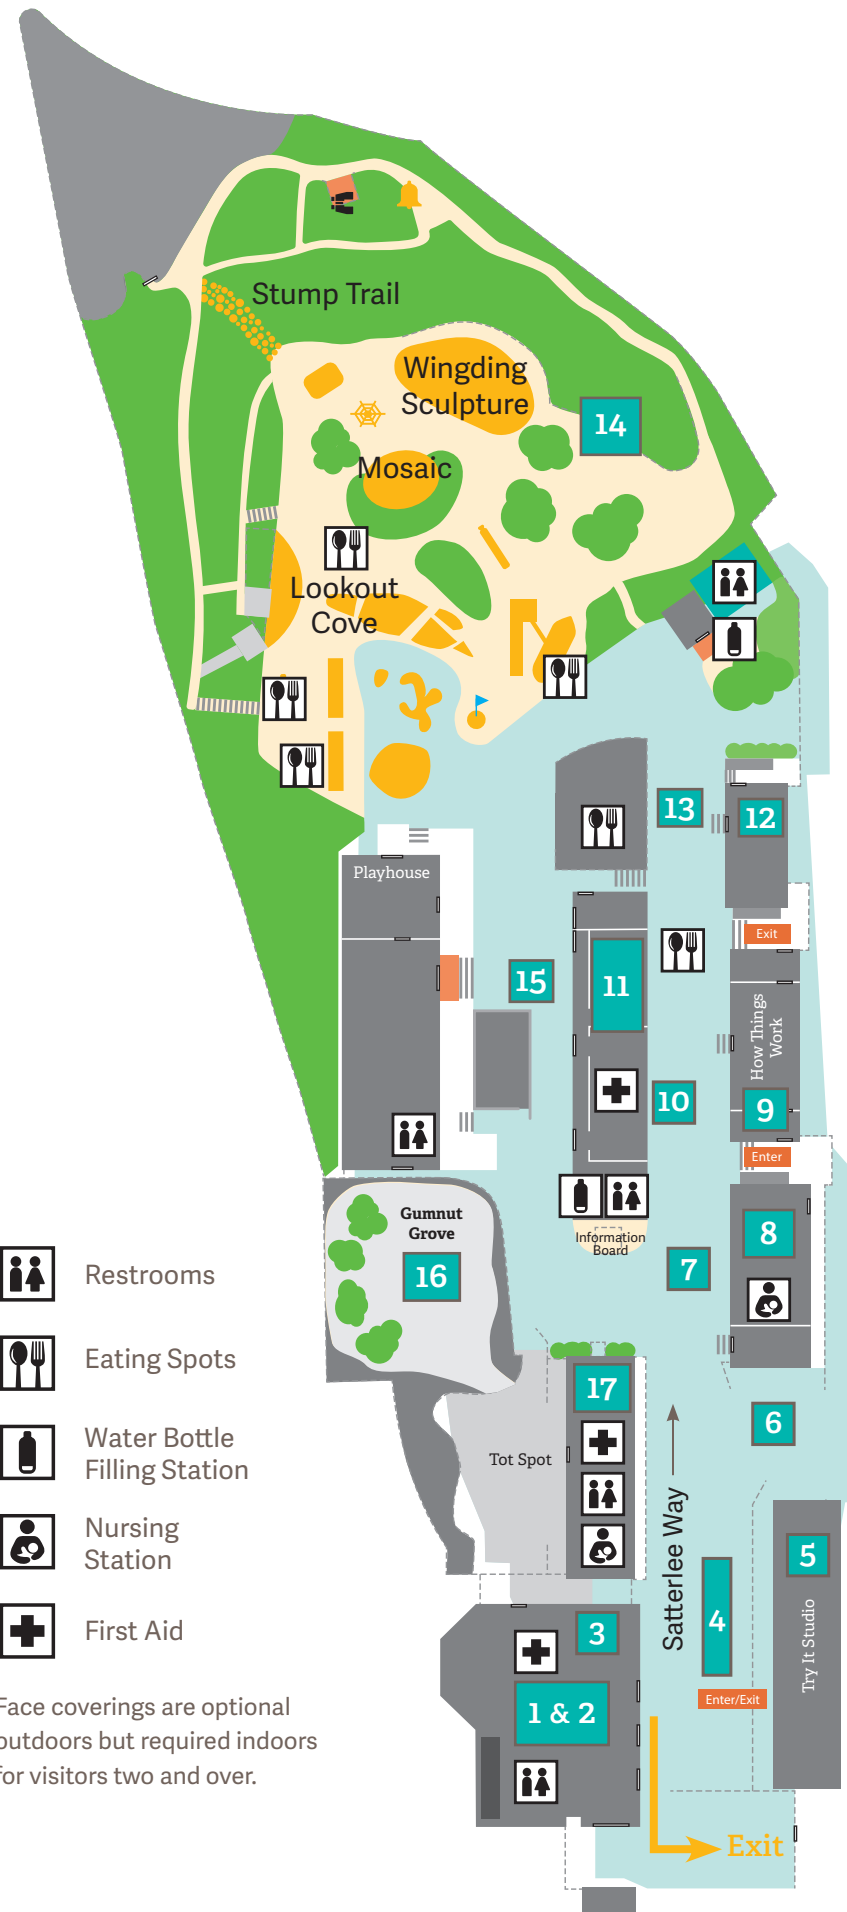 Stump Trail
Wingding
Sculpture
14
Mosaic
Lookout
Cove
13
12
Playhouse
Exit
15
11
How Things
Work
10
9
Enter
Gumnut
Grove
16
Information
Board
8
7
17
6
Tot Spot
Satterlee Way
5
4
3
Try It Studio
Enter/Exit
1 & 2
Exit
Restrooms
Eating Spots
Water Bottle
Filling Station
Nursing
Station
First Aid
Face coverings are optional
outdoors but required indoors
for visitors two and over.